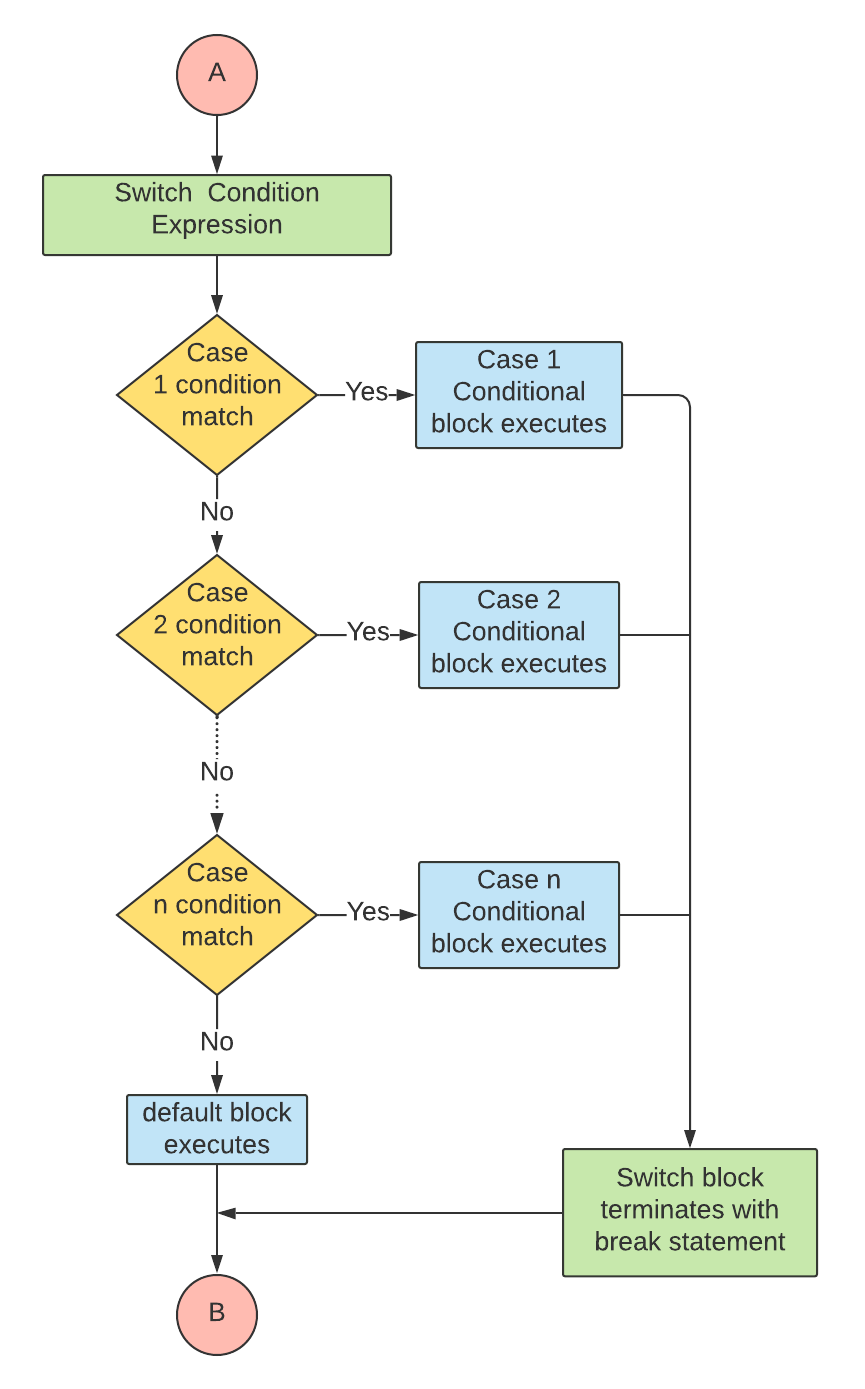 A
Switch  Condition
Expression
Case
1 condition
match
Yes
Case 1
Conditional
block executes
No
Case
2 condition
match
Yes
Case 2
Conditional
block executes
No
Case
n condition
match
Yes
Case n
Conditional
block executes
No
default block
executes
Switch block
terminates with
break statement
B